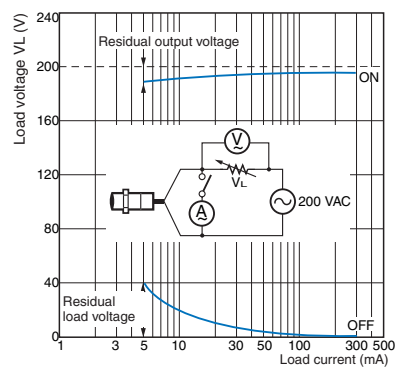 Load voltage VL (V)
240
Residual output voltage
200
ON
160
V
VL
120
A
200 VAC
80
40
Residual
load voltage
OFF
0
1 3 5 10 30 50 100 300 500
Load current (mA)